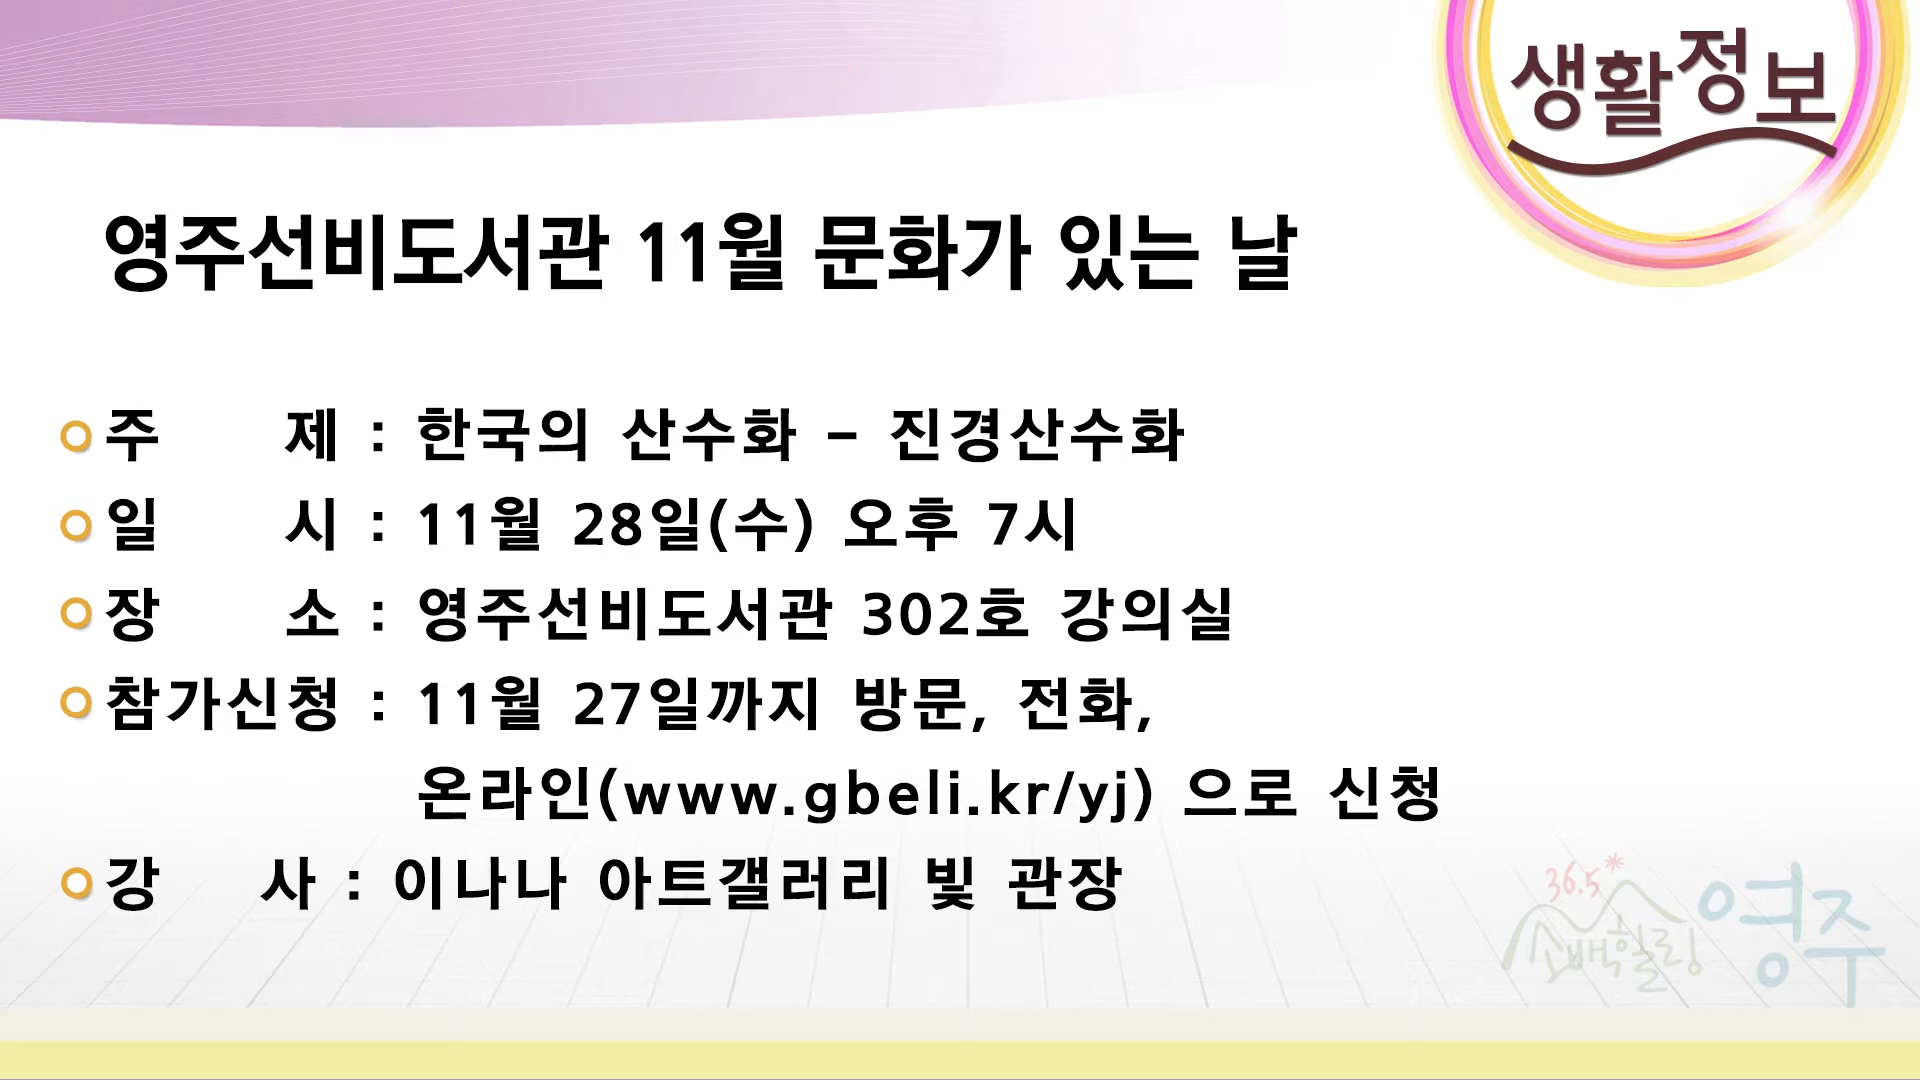 생활정보
영주선비도서관 11월 문화가 있는 날
주 제 : 한국의 산수화 - 진경산수화
일 시 : 11월 28일(수) 오후 7시
장 소 : 영주선비도서관 302호 강의실
참가신청 : 11월 27일까지 방문, 전화,
온라인(www.gbeli.kr/yj) 으로 신청
강 사 : 이나나 아트갤러리 빛 관장
36.5*
소백힐링 영주